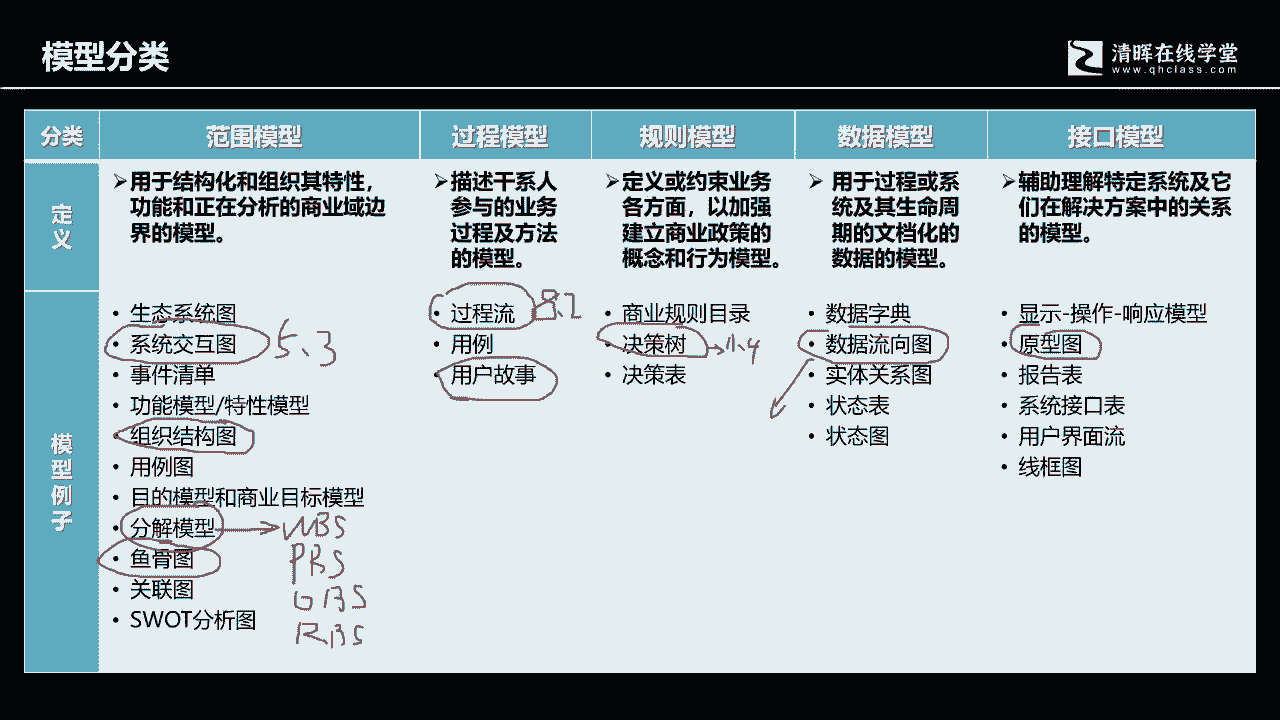 模型分类
清晖在线学堂
www.qhclass.com
分类
范围模型
过程模型
规则模型
数据模型
接口模型
定义
➢用于结构化和组织其特性，
功能和正在分析的商业域边
界的模型。
➢描述干系人
参与的业务
过程及方法
的模型。
➢定义或约束业务
各方面，以加强
建立商业政策的
概念和行为模型。
➢ 用于过程或系
统及其生命周
期的文档化的
数据的模型。
➢辅助理解特定系统及它
们在解决方案中的关系
的模型。
模型例子
• 生态系统图
• 系统交互图 5.3
• 事件清单
• 功能模型/特性模型
• 组织结构图
• 用例图
• 目的模型和商业目标模型
• 分解模型 → WBS
• 鱼骨图 PBS
• 关联图 OBS
• SWOT分析图 RBS
• 过程流 8.2
• 用例
• 用户故事
• 商业规则目录
• 决策树 → 11.4
• 决策表
• 数据字典
• 数据流向图
• 实体关系图
• 状态表
• 状态图
• 显示-操作-响应模型
• 原型图
• 报告表
• 系统接口表
• 用户界面流
• 线框图